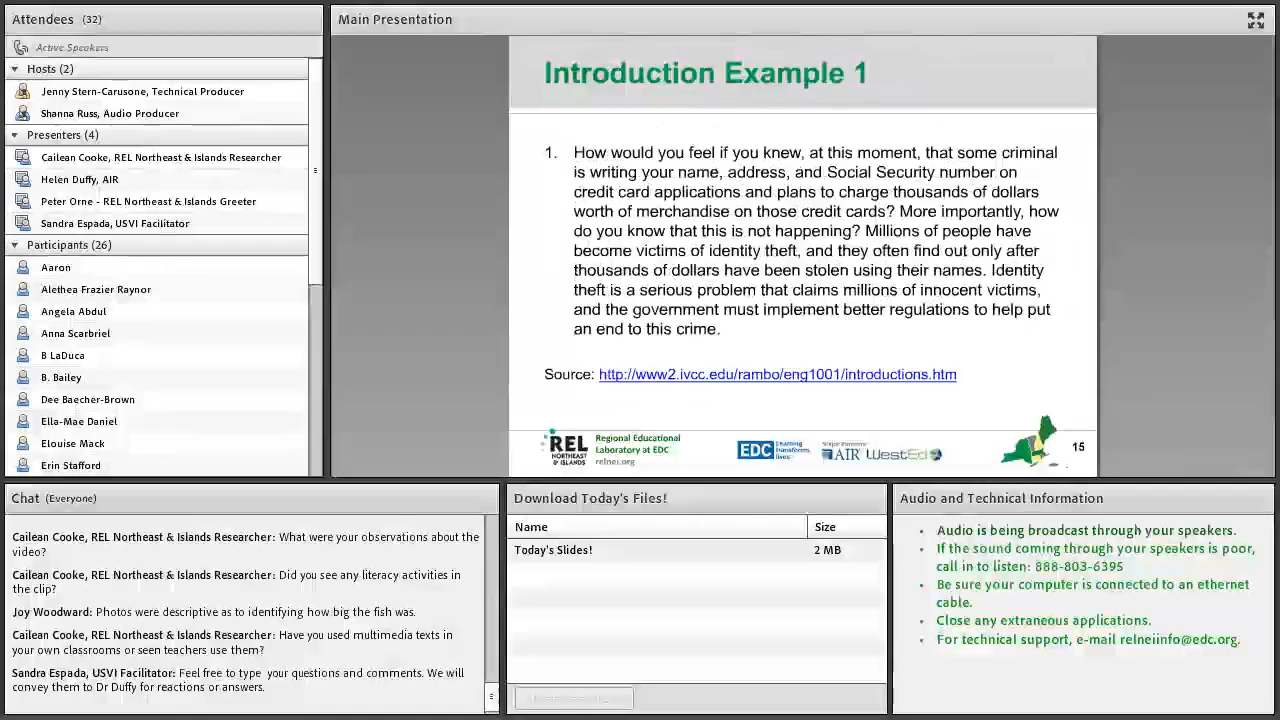 Attendees (32)
Active Speakers
Hosts (2)
Jenny Stern-Carusone, Technical Producer
Shanna Russ, Audio Producer
Presenters (4)
Cailean Cooke, REL Northeast & Islands Researcher
Helen Duffy, AIR
Peter Orne - REL Northeast & Islands Greeter
Sandra Espada, USVI Facilitator
Participants (26)
Aaron
Alethea Frazier Raynor
Angela Abdul
Anna Scarbriel
B LaDuca
B. Bailey
Dee Baecher-Brown
Ella-Mae Daniel
Elouise Mack
Erin Stafford
Main Presentation
Introduction Example 1
1. How would you feel if you knew, at this moment, that some criminal
is writing your name, address, and Social Security number on
credit card applications and plans to charge thousands of dollars
worth of merchandise on those credit cards? More importantly, how
do you know that this is not happening? Millions of people have
become victims of identity theft, and they often find out only after
thousands of dollars have been stolen using their names. Identity
theft is a serious problem that claims millions of innocent victims,
and the government must implement better regulations to help put
an end to this crime.
Source: http://www2.ivcc.edu/rambo/eng1001/introductions.htm
REL
NORTHEAST
& ISLANDS
Regional Educational
Laboratory at EDC
relnei.org
EDC
Learning
transforms
lives.
AIR
WestEd
15
Chat (Everyone)
Cailean Cooke, REL Northeast & Islands Researcher: What were your observations about the
video?
Cailean Cooke, REL Northeast & Islands Researcher: Did you see any literacy activities in
the clip?
Joy Woodward: Photos were descriptive as to identifying how big the fish was.
Cailean Cooke, REL Northeast & Islands Researcher: Have you used multimedia texts in
your own classrooms or seen teachers use them?
Sandra Espada, USVI Facilitator: Feel free to type your questions and comments. We will
convey them to Dr Duffy for reactions or answers.
Download Today's Files!
Name Size
Today's Slides! 2 MB
Audio and Technical Information
• Audio is being broadcast through your speakers.
• If the sound coming through your speakers is poor,
call in to listen: 888-803-6395
• Be sure your computer is connected to an ethernet
cable.
• Close any extraneous applications.
• For technical support, e-mail relneiinfo@edc.org.